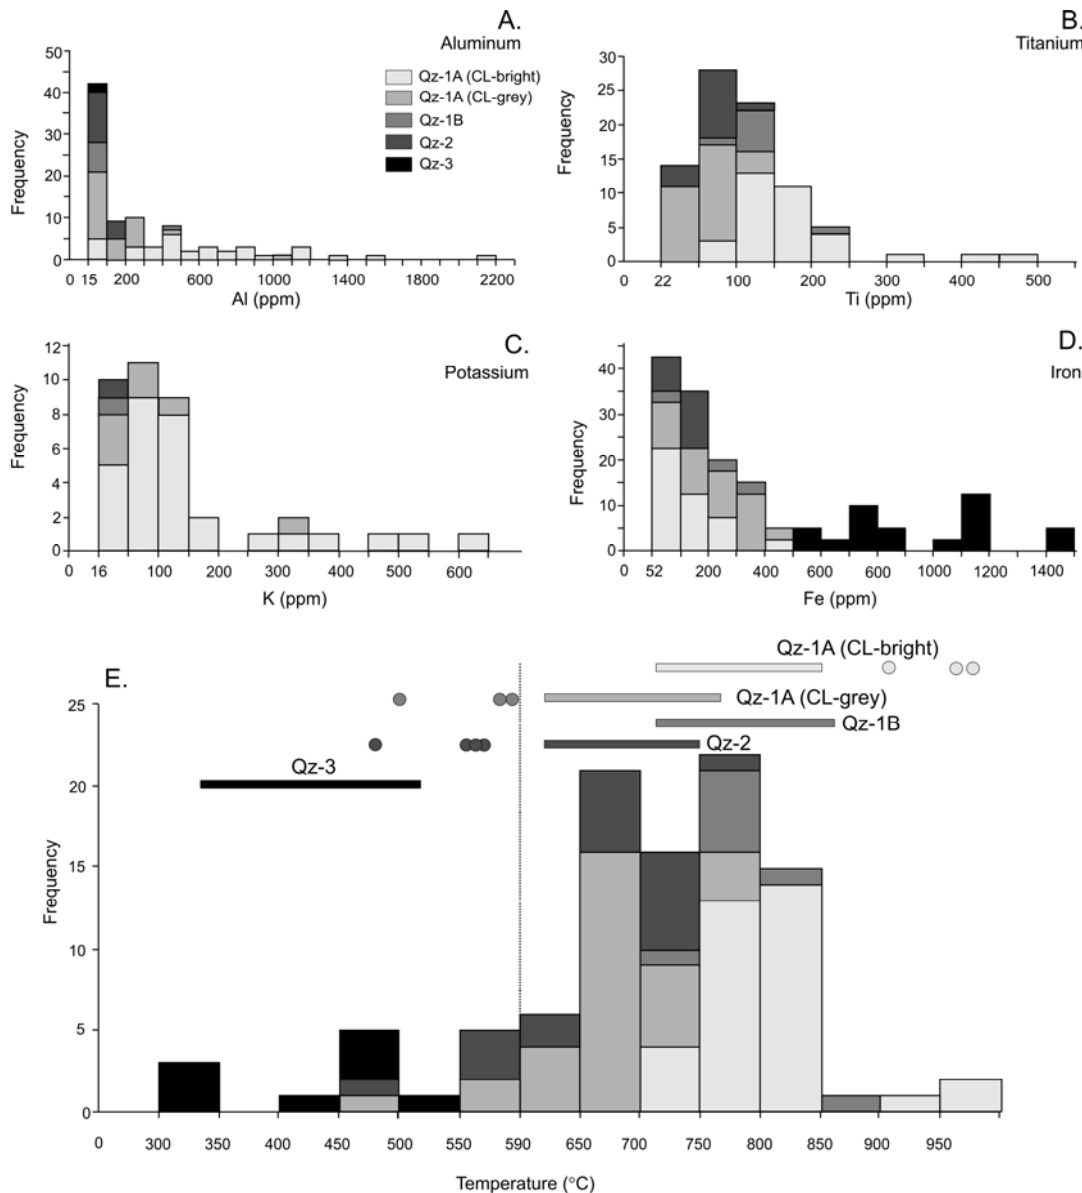 A.
Aluminum
50
40
30
20
10
0
Frequency
Qz-1A (CL-bright)
Qz-1A (CL-grey)
Qz-1B
Qz-2
Qz-3
0 15 200 600 1000 1400 1800 2200
Al (ppm)
B.
Titanium
30
25
20
15
10
5
0
Frequency
0 22 100 200 300 400 500
Ti (ppm)
C.
Potassium
12
10
8
6
4
2
0
Frequency
0 16 100 200 300 400 500 600
K (ppm)
D.
Iron
40
30
20
10
0
Frequency
0 52 200 400 600 600 1000 1200 1400
Fe (ppm)
E.
Qz-1A (CL-bright)
Qz-1A (CL-grey)
Qz-1B
Qz-2
Qz-3
25
20
15
10
5
0
Frequency
0 300 350 450 500 550 590 650 700 750 800 850 900 950
Temperature (°C)